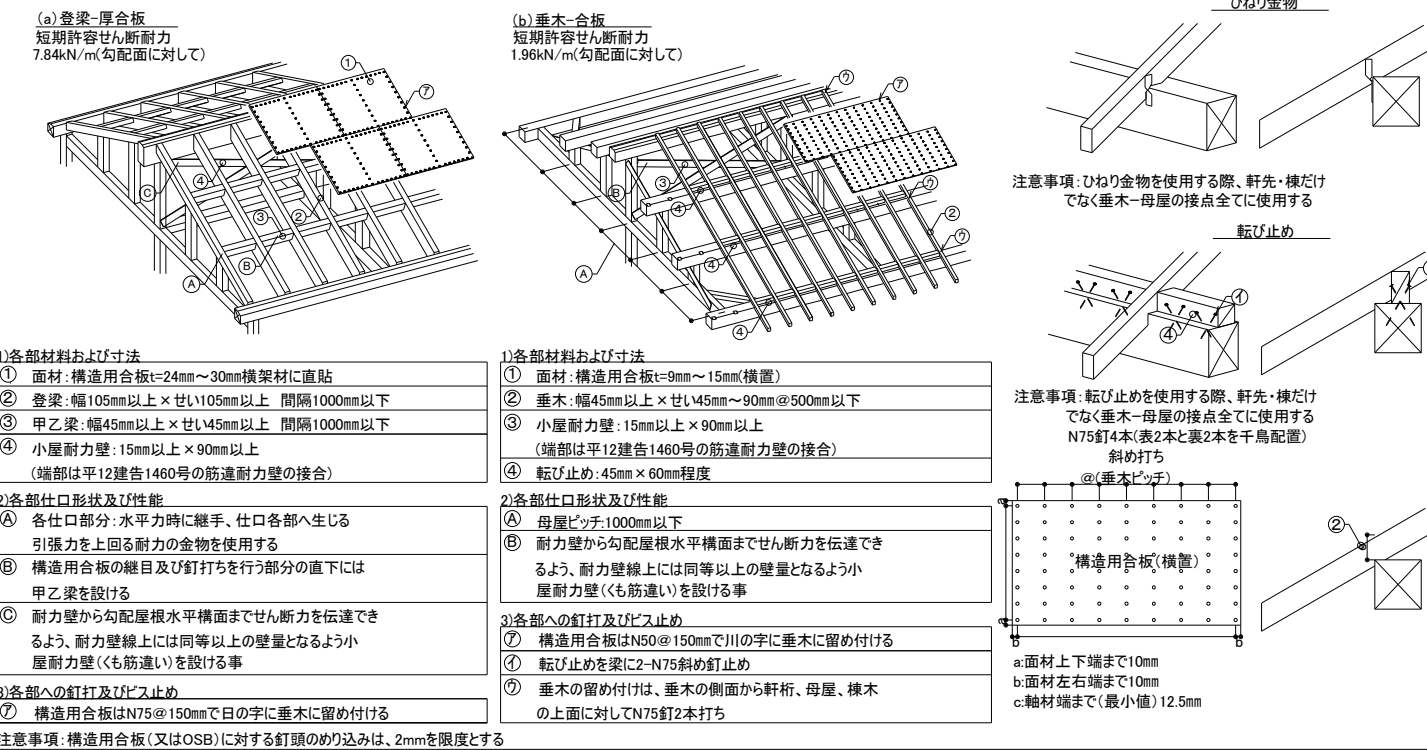 (a)登梁-厚合板
短期許容せん断耐力
7.84kN/m(勾配面に対して)
①
⑦
C
④
③
②
B
A
1)各部材料および寸法
① 面材:構造用合板t=24mm～30mm横架材に直貼
② 登梁:幅105mm以上×せい105mm以上 間隔1000mm以下
③ 甲乙梁:幅45mm以上×せい45mm以上 間隔1000mm以下
④ 小屋耐力壁:15mm以上×90mm以上
(端部は平12建告1460号の筋違耐力壁の接合)
2)各部仕口形状及び性能
Ⓐ 各仕口部分:水平力時に継手、仕口各部へ生じる
引張力を上回る耐力の金物を使用する
Ⓑ 構造用合板の継目及び釘打ちを行う部分の直下には
甲乙梁を設ける
Ⓒ 耐力壁から勾配屋根水平構面までせん断力を伝達でき
るよう、耐力壁線上には同等以上の壁量となるよう小
屋耐力壁(くも筋違い)を設ける事
3)各部への釘打及びビス止め
㋐ 構造用合板はN75@150mmで日の字に垂木に留め付ける
注意事項:構造用合板(又はOSB)に対する釘頭のめり込みは、2mmを限度とする
(b)垂木-合板
短期許容せん断耐力
1.96kN/m(勾配面に対して)
㋒
㋐
B
③
④
㋒
②
㋒
A
④
④
1)各部材料および寸法
① 面材:構造用合板t=9mm～15mm(横置)
② 垂木:幅45mm以上×せい45mm～90mm@500mm以下
③ 小屋耐力壁:15mm以上×90mm以上
(端部は平12建告1460号の筋違耐力壁の接合)
④ 転び止め:45mm×60mm程度
2)各部仕口形状及び性能
Ⓐ 母屋ピッチ:1000mm以下
Ⓑ 耐力壁から勾配屋根水平構面までせん断力を伝達でき
るよう、耐力壁線上には同等以上の壁量となるよう小
屋耐力壁(くも筋違い)を設ける事
3)各部への釘打及びビス止め
㋐ 構造用合板はN50@150mmで川の字に垂木に留め付ける
㋑ 転び止めを梁に2-N75斜め釘止め
㋒ 垂木の留め付けは、垂木の側面から軒桁、母屋、棟木
の上面に対してN75釘2本打ち
ひねり金物
注意事項:ひねり金物を使用する際、軒先・棟だけ
でなく垂木ー母屋の接点全てに使用する
転び止め
㋑
④
注意事項:転び止めを使用する際、軒先・棟だけ
でなく垂木ー母屋の接点全てに使用する
N75釘4本(表2本と裏2本を千鳥配置)
斜め打ち
@(垂木ピッチ)
a
構造用合板(横置)
a
b
b
②
a:面材上下端まで10mm
b:面材左右端まで10mm
c:軸材端まで(最小値)12.5mm